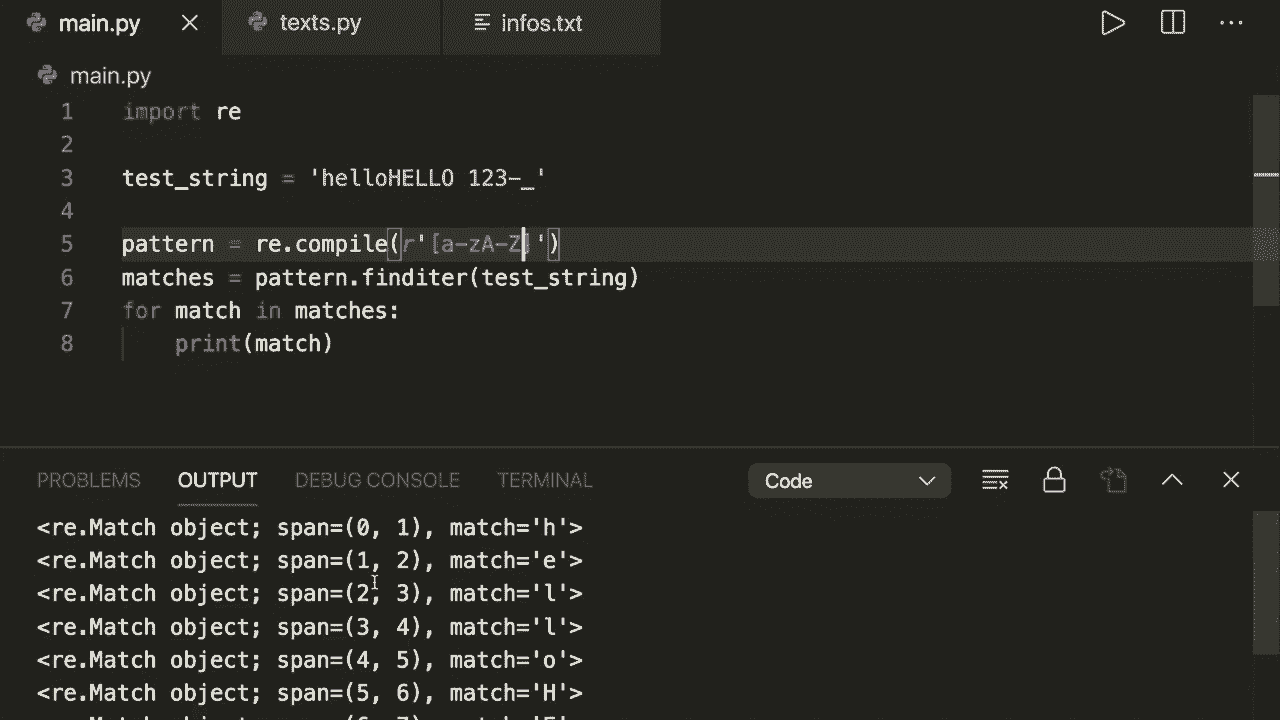 main.py texts.py infos.txt
main.py
1 import re
2
3 test_string = 'helloHELLO 123-_'
4
5 pattern = re.compile(r'[a-zA-Z]')
6 matches = pattern.finditer(test_string)
7 for match in matches:
8 print(match)
PROBLEMS OUTPUT DEBUG CONSOLE TERMINAL Code
<re.Match object; span=(0, 1), match='h'>
<re.Match object; span=(1, 2), match='e'>
<re.Match object; span=(2, 3), match='l'>
<re.Match object; span=(3, 4), match='l'>
<re.Match object; span=(4, 5), match='o'>
<re.Match object; span=(5, 6), match='H'>